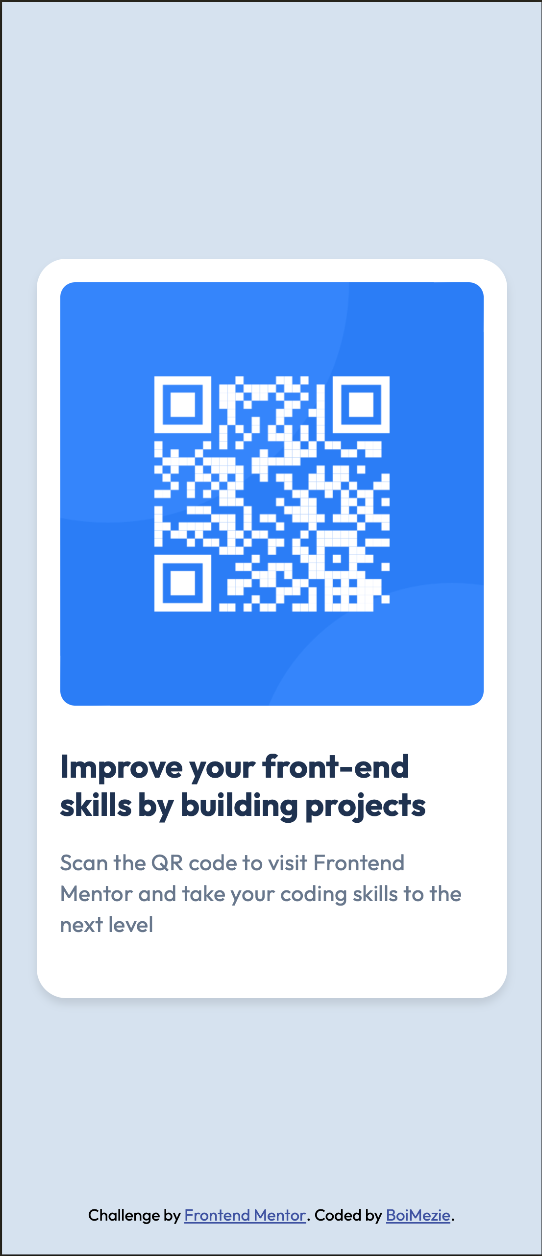 Improve your front-end
skills by building projects
Scan the QR code to visit Frontend
Mentor and take your coding skills to the
next level
Challenge by Frontend Mentor. Coded by BoiMezie.